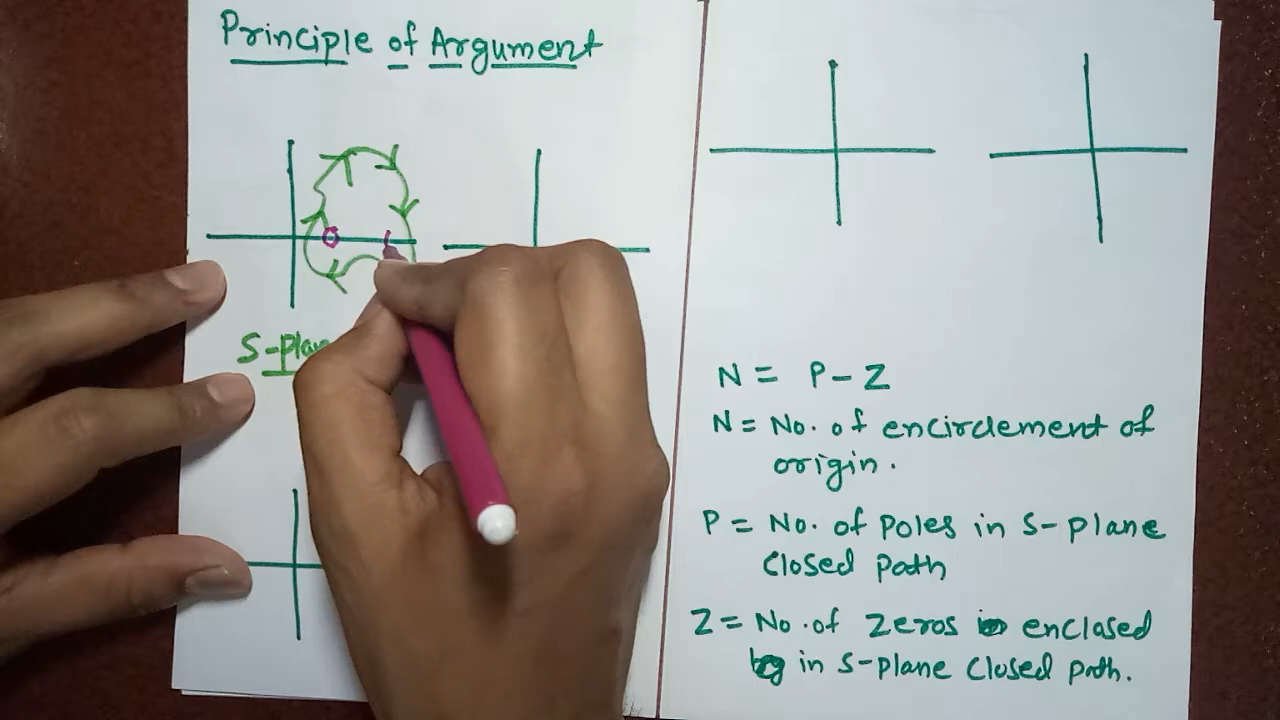 Principle of Argument
S-plan
N = P-Z
N = No. of encirclement of
origin.
P = No. of Poles in S-plane
Closed Path
Z = No. of Zeros enclosed
in S-plane Closed path.